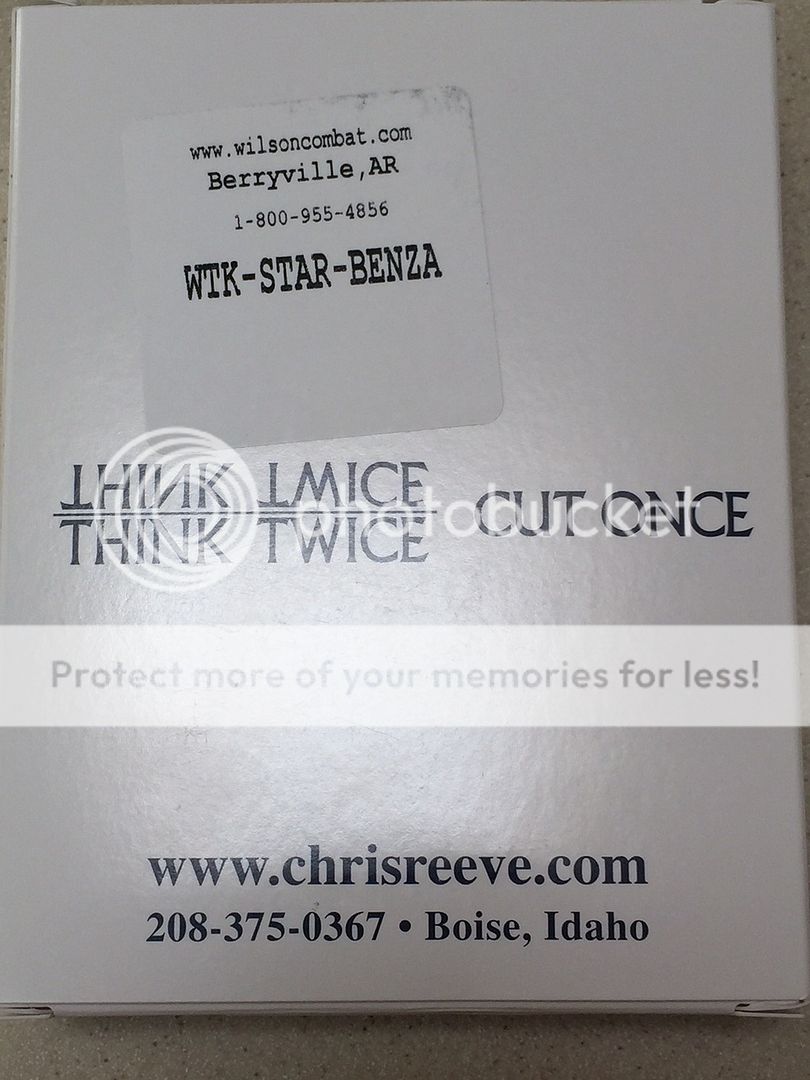 www.wilsoncombat.com
Berryville,AR
1-800-955-4856
WTK-STAR-BENZA
THINK TWICE
THINK TWICE CUT ONCE
photobucket
Protect more of your memories for less!
www.chrisreeve.com
208-375-0367 • Boise, Idaho